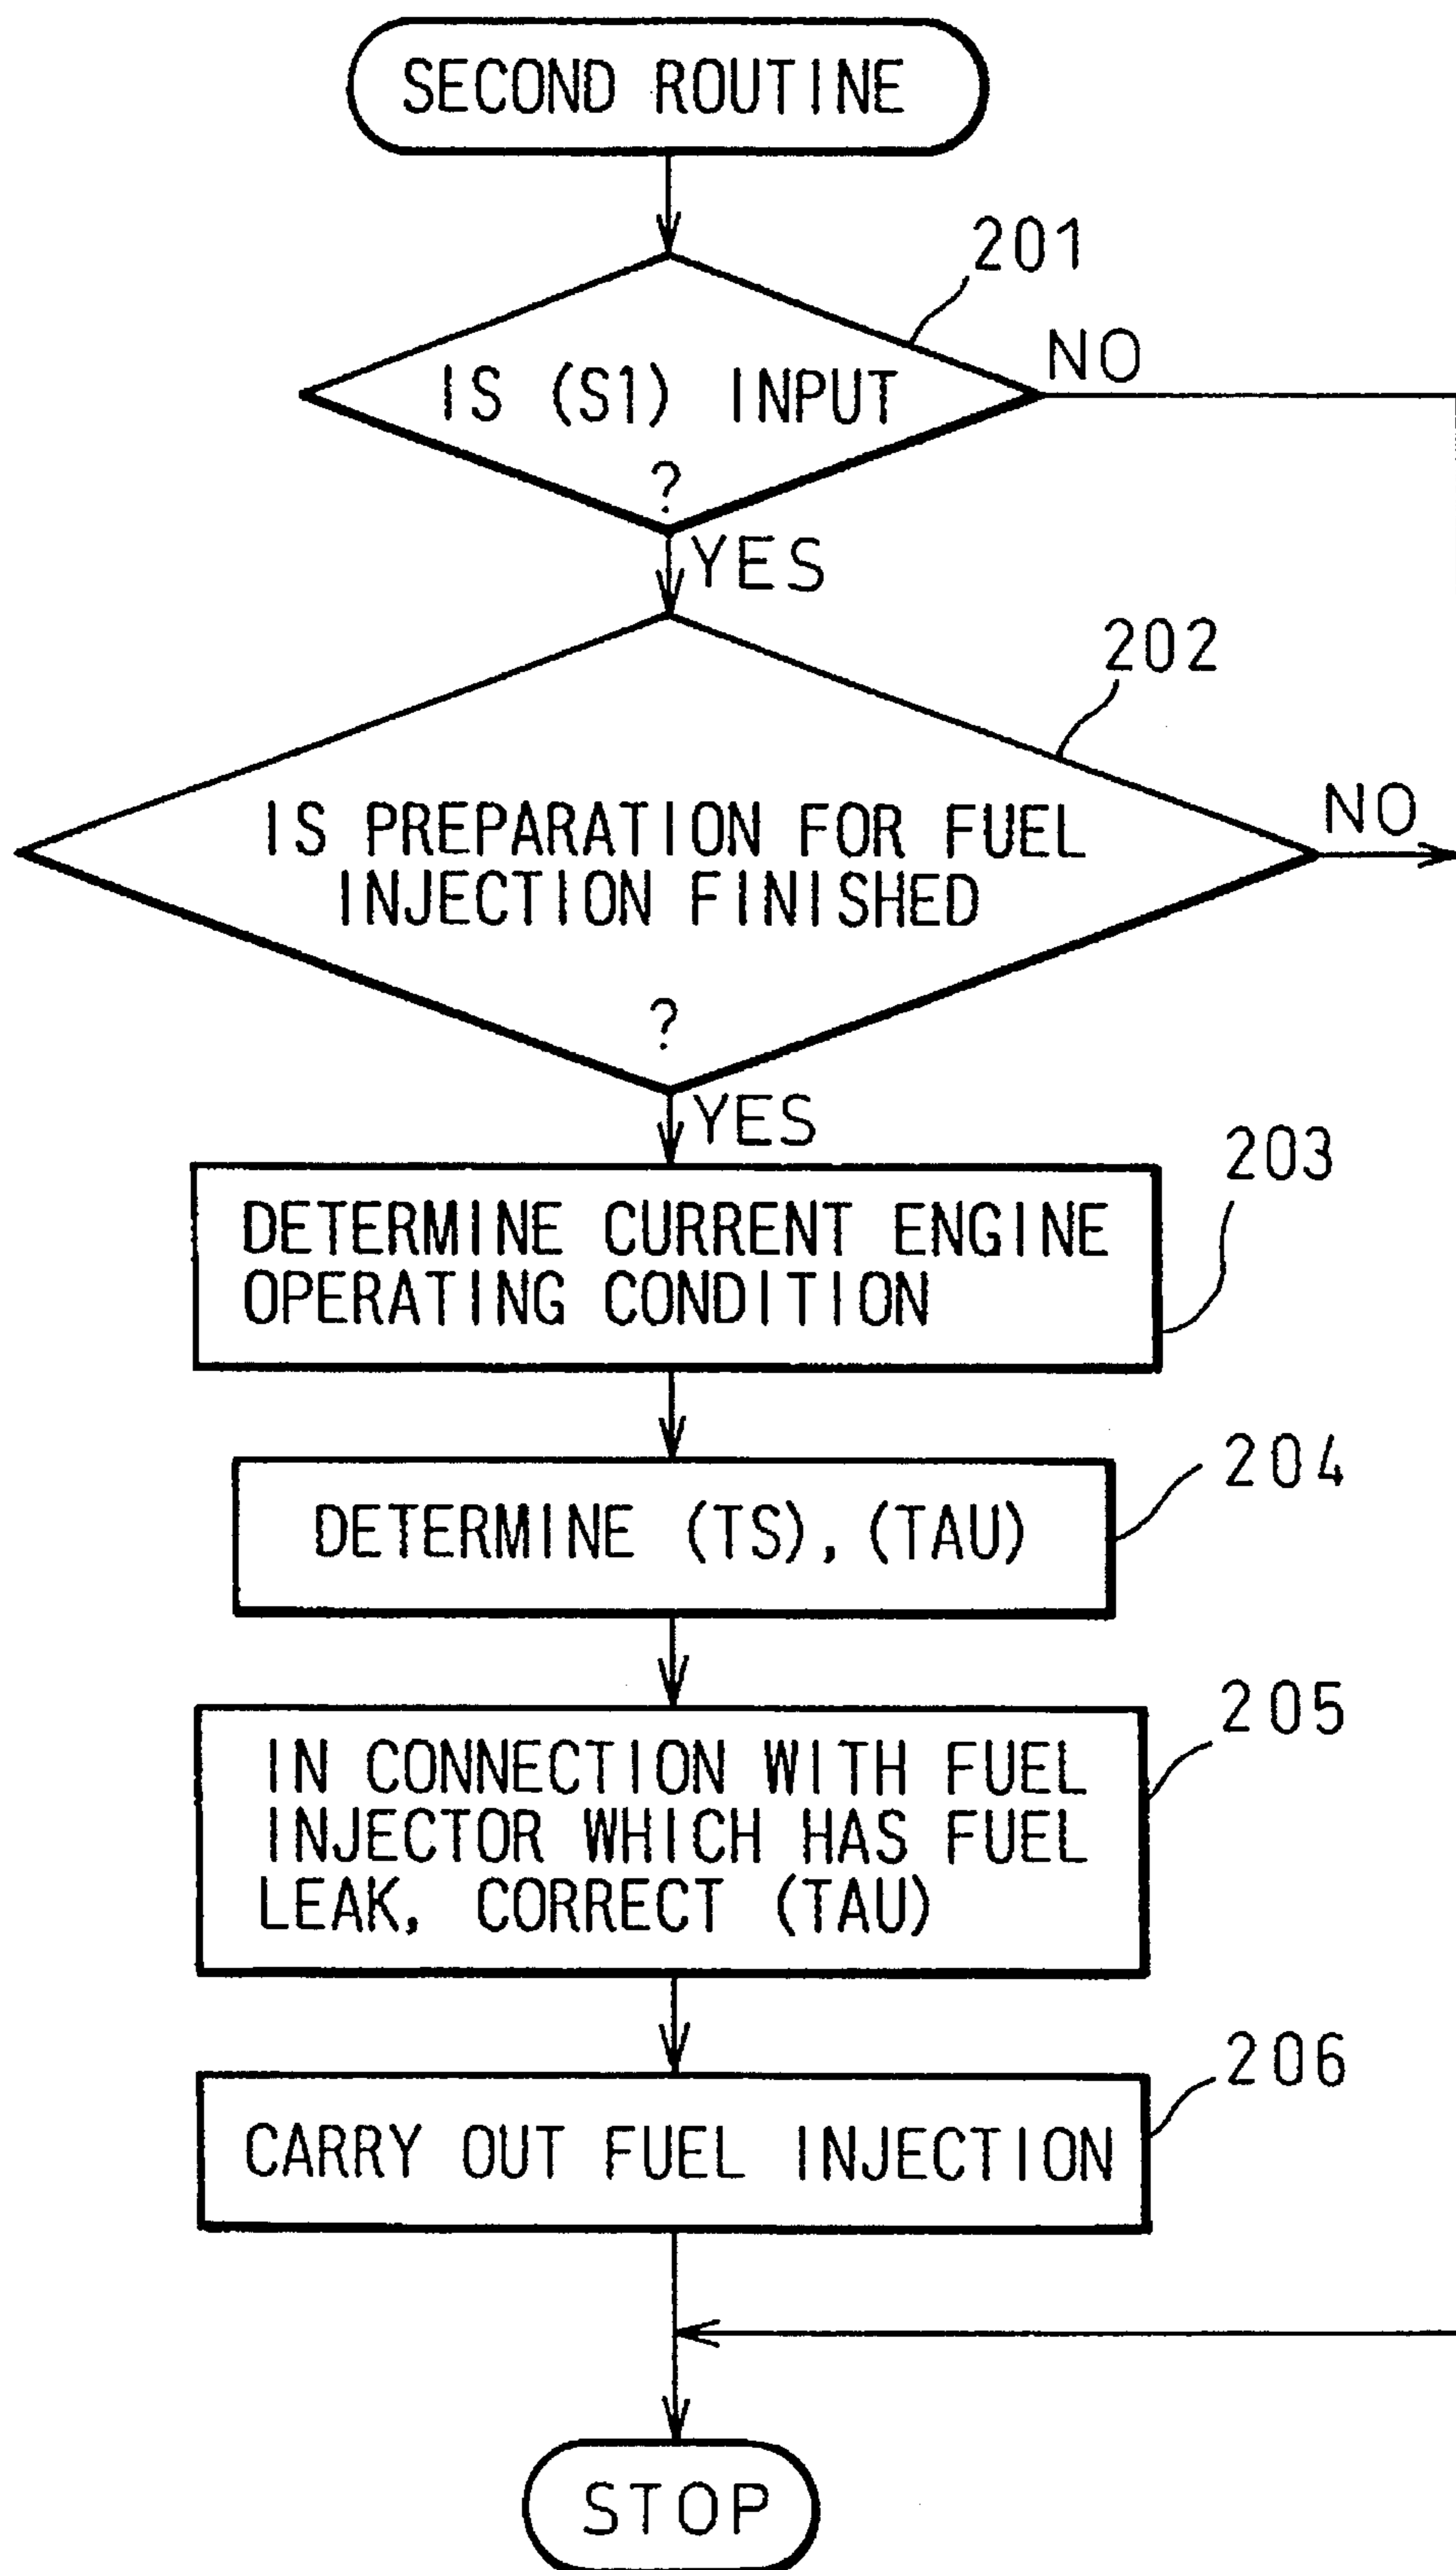 SECOND ROUTINE
201
IS (S1) INPUT
?
NO
YES
202
IS PREPARATION FOR FUEL
INJECTION FINISHED
?
NO
YES
203
DETERMINE CURRENT ENGINE
OPERATING CONDITION
204
DETERMINE (TS), (TAU)
205
IN CONNECTION WITH FUEL
INJECTOR WHICH HAS FUEL
LEAK, CORRECT (TAU)
206
CARRY OUT FUEL INJECTION
STOP